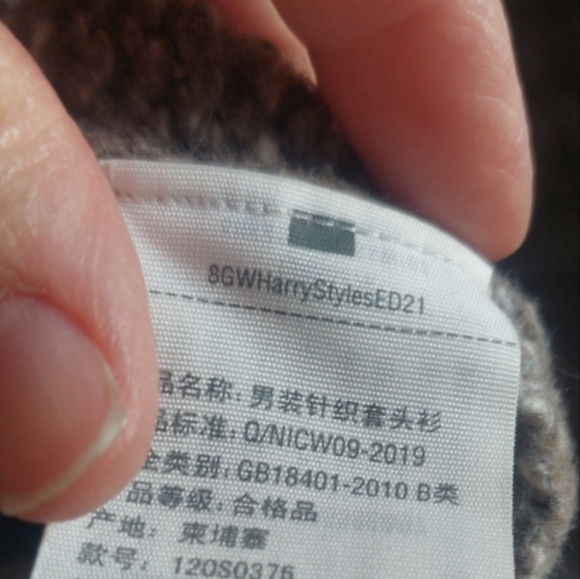 8GWHarryStylesED21
品名称: 男装针织套头衫
品标准: Q/NICW09-2019
全类别: GB18401-2010 B类
品等级: 合格品
产地: 柬埔寨
款号: 120S0376